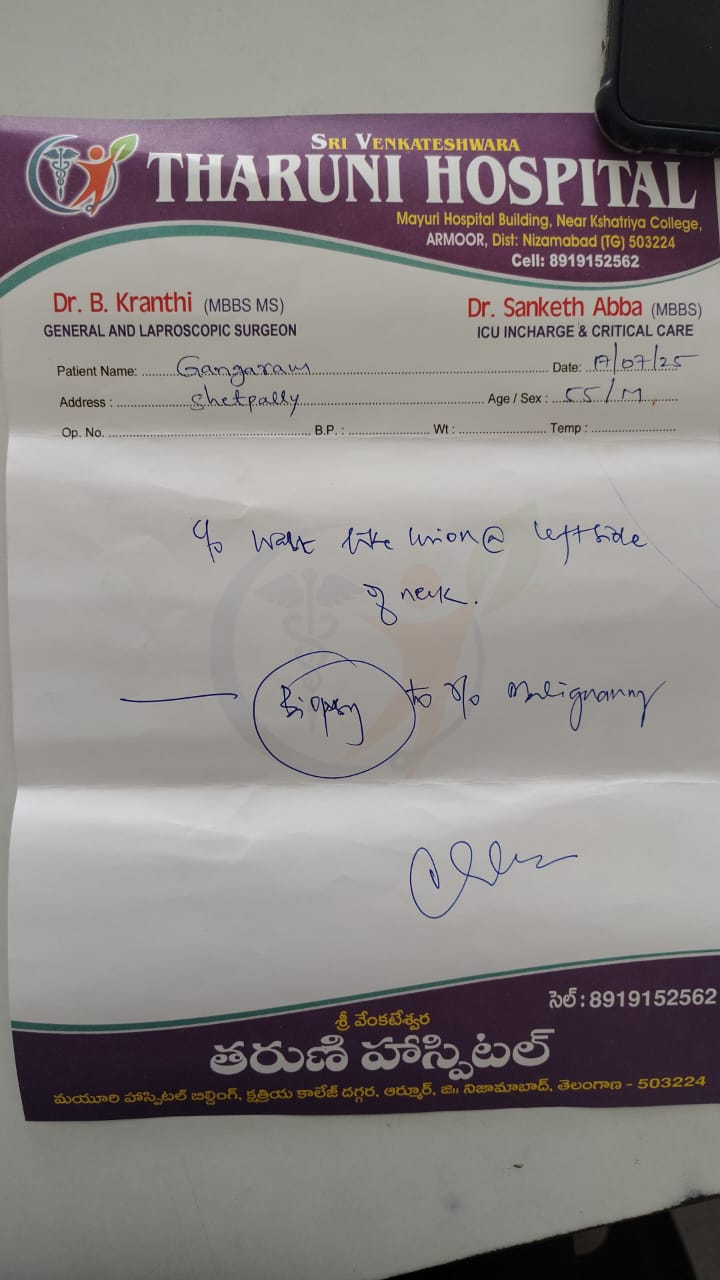 SRI VENKATESHWARA
THARUNI HOSPITAL
Mayuri Hospital Building, Near Kshatriya College,
ARMOOR, Dist: Nizamabad (TG) 503224
Cell: 8919152562
Dr. B. Kranthi (MBBS MS)
GENERAL AND LAPROSCOPIC SURGEON
Dr. Sanketh Abba (MBBS)
ICU INCHARGE & CRITICAL CARE
Patient Name: Gangaram Date: 17/07/25
Address : Shetpally Age / Sex : 55/M
Op. No. B.P. : Wt : Temp :
c/o wart like lesion @ left side
of neck.
Biopsy to r/o malignancy
సెల్ : 8919152562
శ్రీ వేంకటేశ్వర
తరుణి హాస్పిటల్
మయూరి హాస్పిటల్ బిల్డింగ్, క్షత్రియ కాలేజ్ దగ్గర, ఆర్మూర్, జి॥ నిజామాబాద్, తెలంగాణ - 503224